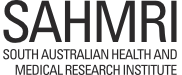 SAHMRI
SOUTH AUSTRALIAN HEALTH AND
MEDICAL RESEARCH INSTITUTE